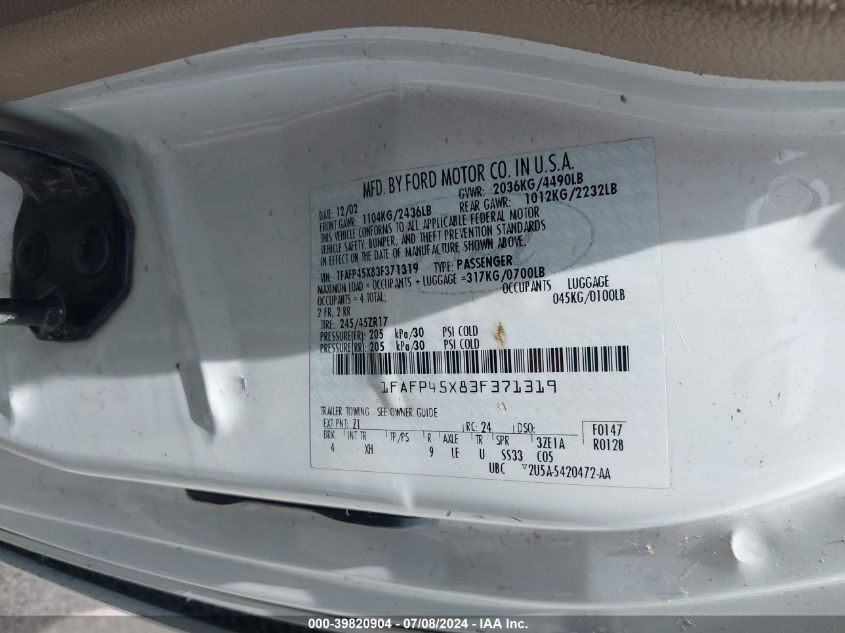 MFD. BY FORD MOTOR CO. IN U.S.A.
DATE: 12/02 GVWR: 2036KG/4490LB
FRONT GAWR: 1104KG/2436LB REAR GAWR: 1012KG/2232LB
THIS VEHICLE CONFORMS TO ALL APPLICABLE FEDERAL MOTOR
VEHICLE SAFETY, BUMPER, AND THEFT PREVENTION STANDARDS
IN EFFECT ON THE DATE OF MANUFACTURE SHOWN ABOVE.
VIN: 1FAFP45X83F371319 TYPE: PASSENGER
MAXIMUM LOAD = OCCUPANTS + LUGGAGE = 317KG/0700LB
OCCUPANTS = 4 TOTAL; OCCUPANTS LUGGAGE
2 FR, 2 RR 045KG/0100LB
TIRE: 245/45ZR17
PRESSURE(FR): 205 kPa/30 PSI COLD
PRESSURE(RR): 205 kPa/30 PSI COLD
1FAFP45X83F371319
TRAILER TOWING - SEE OWNER GUIDE
EXT PNT: Z1 RC: 24 DSO: F0147
BRK INT TR TP/PS R AXLE TR SPR 3ZE1A R0128
4 XH 9 LE U SS33 C05
UBC 2U5A-5420472-AA
000-39820904 - 07/08/2024 - IAA Inc.